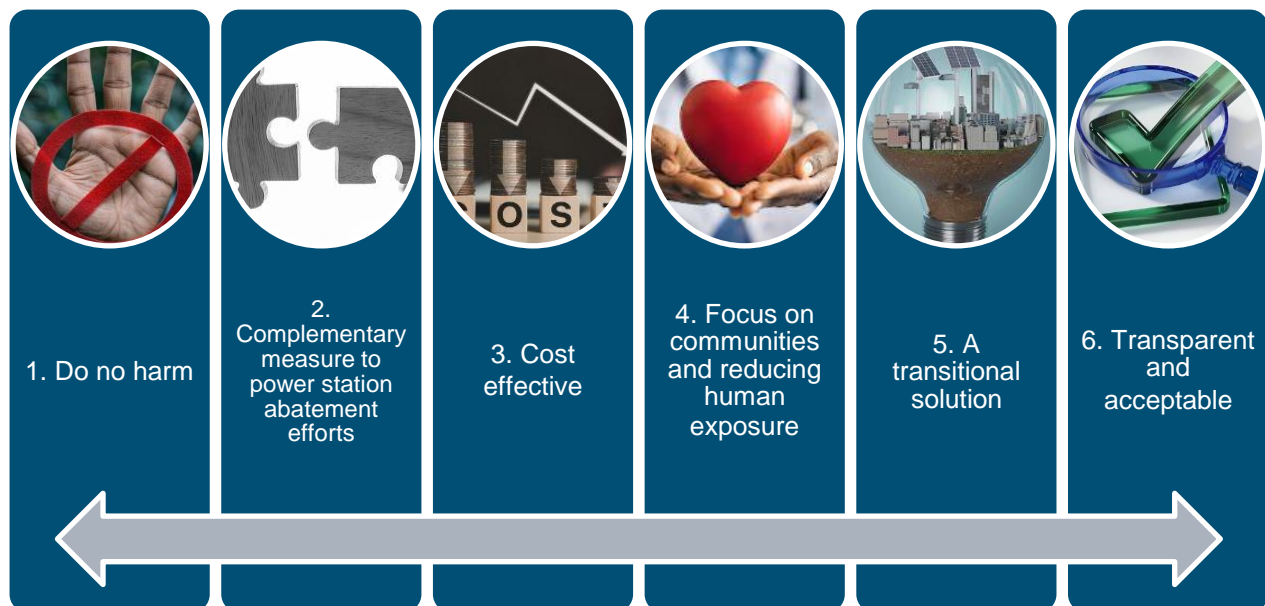 OS
1. Do no harm
2.
Complementary
measure to
power station
abatement
efforts
3. Cost
effective
4. Focus on
communities
and reducing
human
exposure
5. A
transitional
solution
6. Transparent
and
acceptable